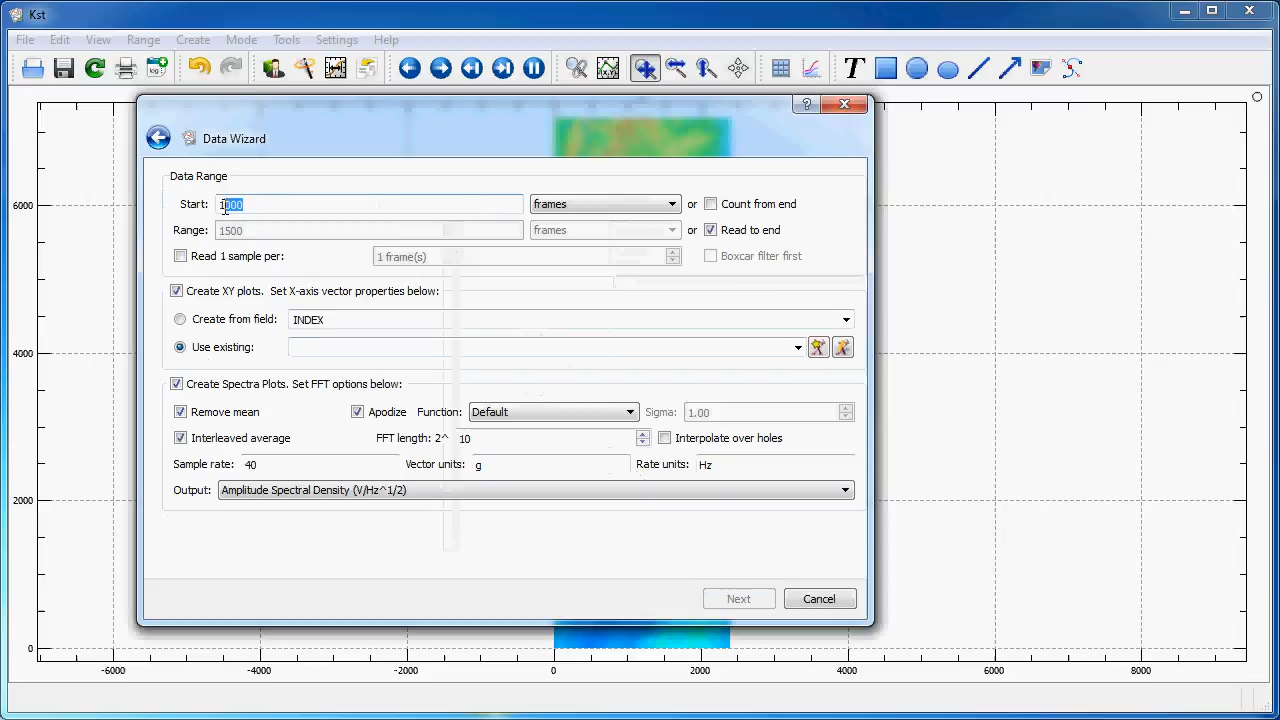 Kst
File Edit View Range Create Mode Tools Settings Help
T
?
Data Wizard
Data Range
Start: 1000 frames or Count from end
Range: 1500 frames or Read to end
Read 1 sample per: 1 frame(s) Boxcar filter first
Create XY plots. Set X-axis vector properties below:
Create from field: INDEX
Use existing:
Create Spectra Plots. Set FFT options below:
Remove mean Apodize Function: Default Sigma: 1.00
Interleaved average FFT length: 2^ 10 Interpolate over holes
Sample rate: 40 Vector units: g Rate units: Hz
Output: Amplitude Spectral Density (V/Hz^1/2)
Next Cancel
6000
4000
2000
0
-6000 -4000 -2000 0 2000 4000 6000 8000